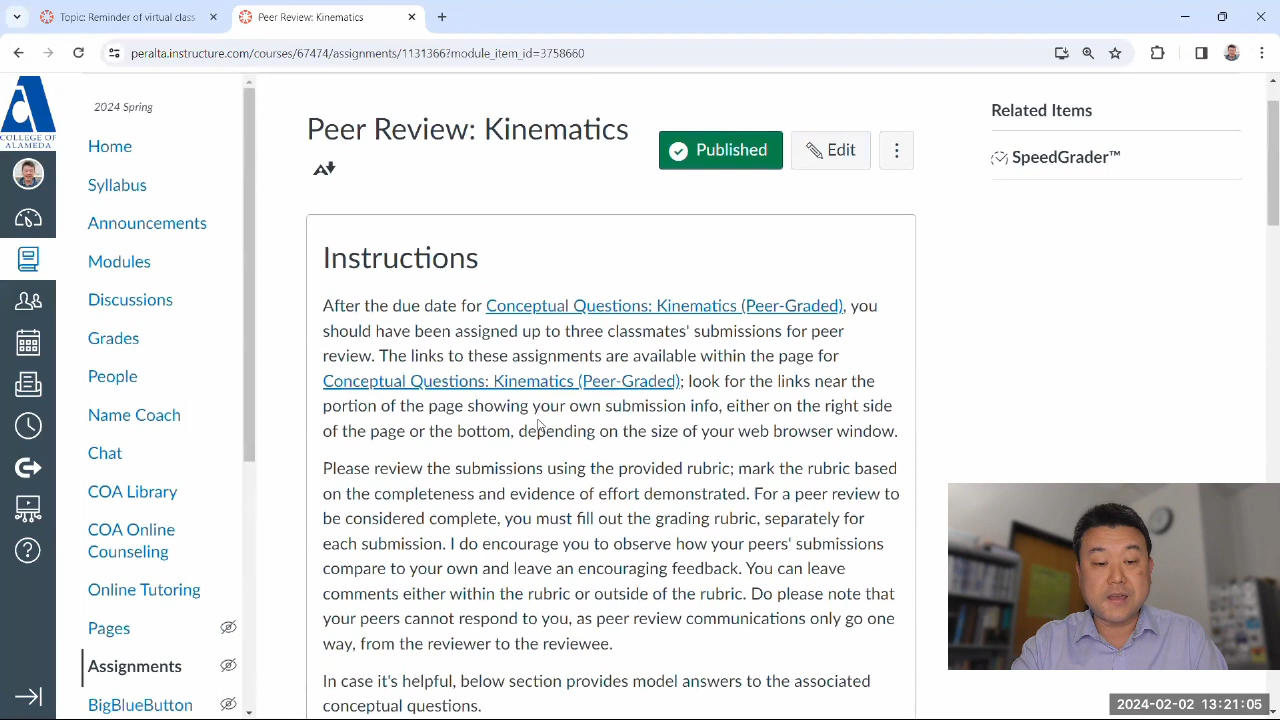 Topic: Reminder of virtual class
Peer Review: Kinematics
peralta.instructure.com/courses/67474/assignments/1131366?module_item_id=3758660
COLLEGE OF
ALAMEDA
2024 Spring
Home
Syllabus
Announcements
Modules
Discussions
Grades
People
Name Coach
Chat
COA Library
COA Online
Counseling
Online Tutoring
Pages
Assignments
BigBlueButton
Peer Review: Kinematics
Published
Edit
Instructions
After the due date for Conceptual Questions: Kinematics (Peer-Graded), you
should have been assigned up to three classmates' submissions for peer
review. The links to these assignments are available within the page for
Conceptual Questions: Kinematics (Peer-Graded); look for the links near the
portion of the page showing your own submission info, either on the right side
of the page or the bottom, depending on the size of your web browser window.
Please review the submissions using the provided rubric; mark the rubric based
on the completeness and evidence of effort demonstrated. For a peer review to
be considered complete, you must fill out the grading rubric, separately for
each submission. I do encourage you to observe how your peers' submissions
compare to your own and leave an encouraging feedback. You can leave
comments either within the rubric or outside of the rubric. Do please note that
your peers cannot respond to you, as peer review communications only go one
way, from the reviewer to the reviewee.
In case it's helpful, below section provides model answers to the associated
conceptual questions.
Related Items
SpeedGrader™
2024-02-02 13:21:05